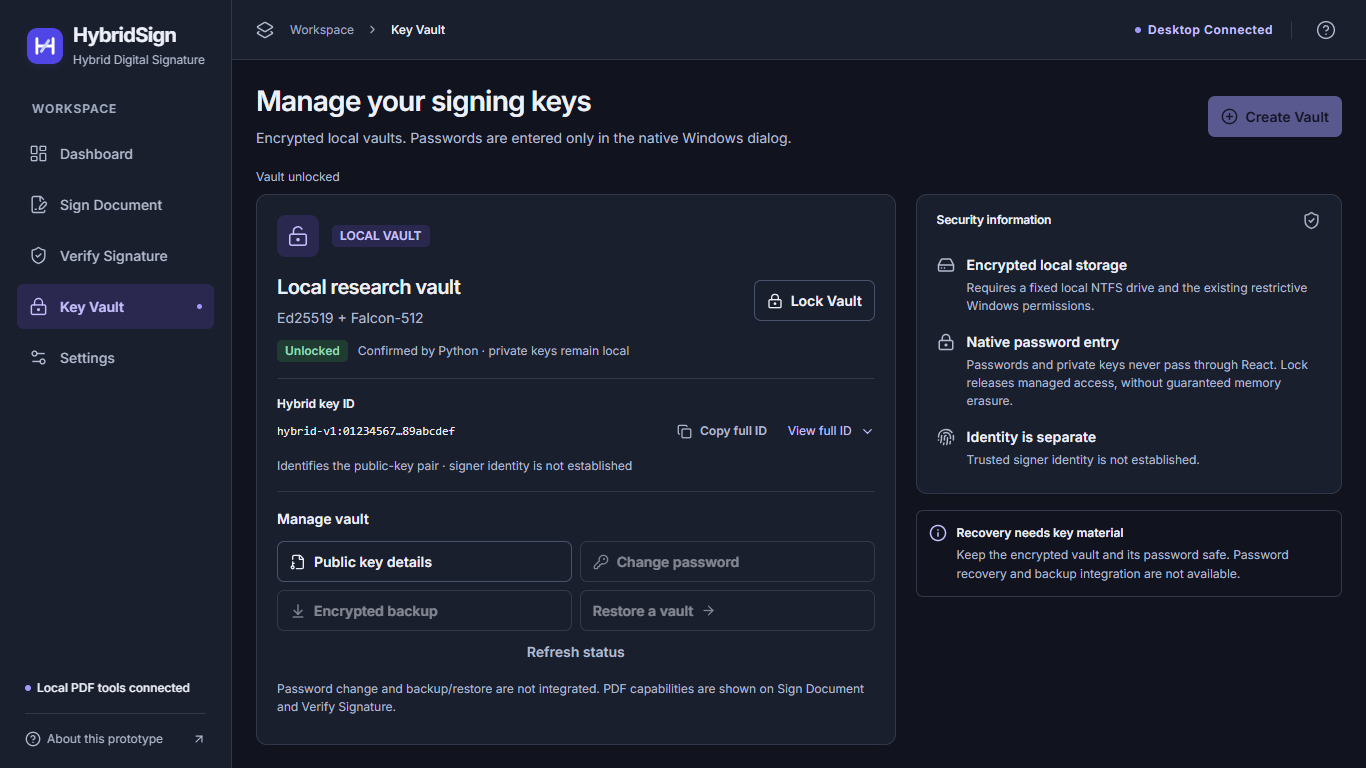 HybridSign
Hybrid Digital Signature
WORKSPACE
Dashboard
Sign Document
Verify Signature
Key Vault
Settings
Local PDF tools connected
About this prototype
Workspace
Key Vault
Desktop Connected
Manage your signing keys
Encrypted local vaults. Passwords are entered only in the native Windows dialog.
Create Vault
Vault unlocked
LOCAL VAULT
Local research vault
Ed25519 + Falcon-512
Lock Vault
Unlocked
Confirmed by Python · private keys remain local
Hybrid key ID
hybrid-v1:01234567…89abcdef
Copy full ID
View full ID
Identifies the public-key pair · signer identity is not established
Manage vault
Public key details
Change password
Encrypted backup
Restore a vault
Refresh status
Password change and backup/restore are not integrated. PDF capabilities are shown on Sign Document
and Verify Signature.
Security information
Encrypted local storage
Requires a fixed local NTFS drive and the existing restrictive
Windows permissions.
Native password entry
Passwords and private keys never pass through React. Lock
releases managed access, without guaranteed memory
erasure.
Identity is separate
Trusted signer identity is not established.
Recovery needs key material
Keep the encrypted vault and its password safe. Password
recovery and backup integration are not available.